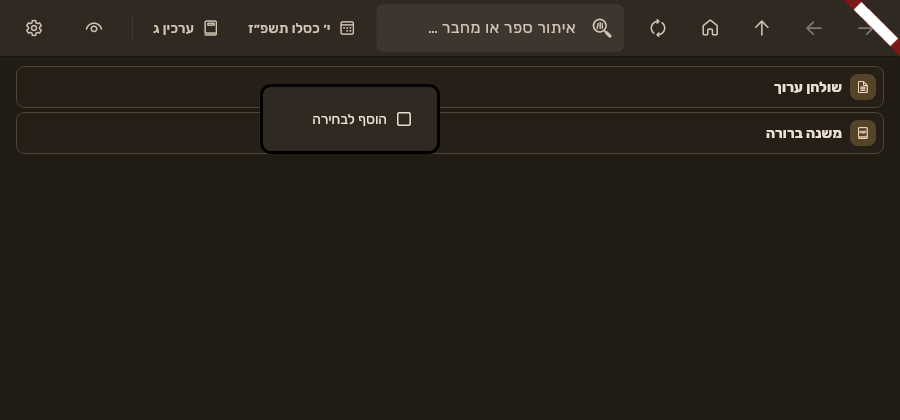 איתור ספר או מחבר ...
י׳ כסלו תשפ״ז
ערכין ג
שולחן ערוך
הוסף לבחירה
משנה ברורה